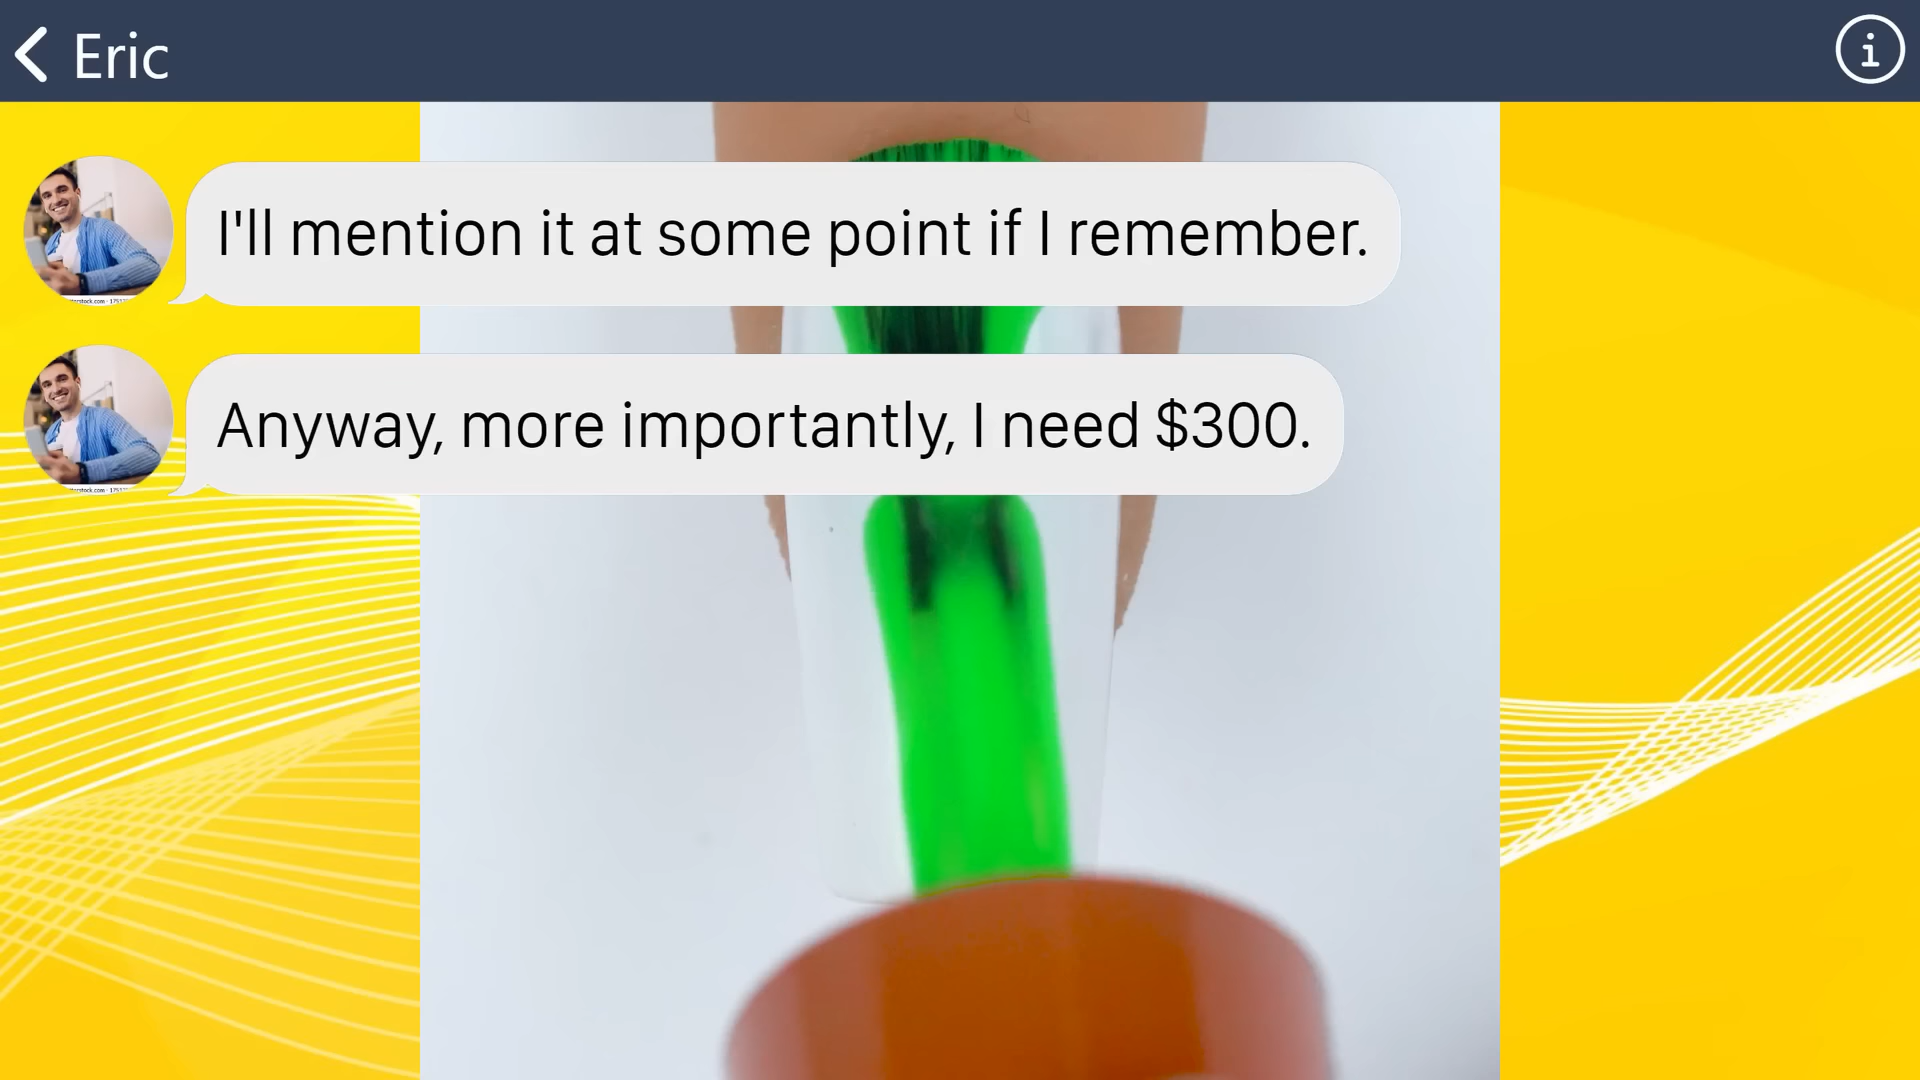 Eric
I'll mention it at some point if I remember.
Anyway, more importantly, I need $300.